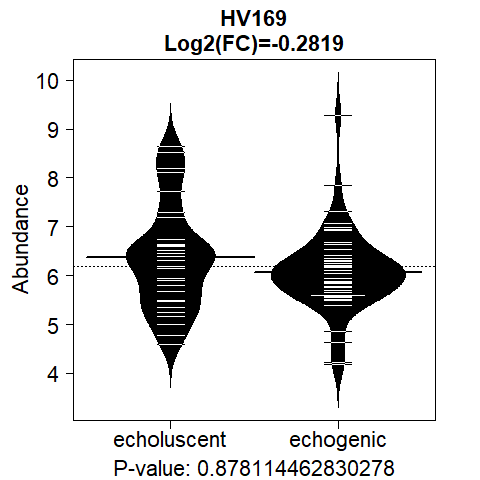 HV169
Log2(FC)=-0.2819
Abundance
10
9
8
7
6
5
4
echoluscent echogenic
P-value: 0.878114462830278